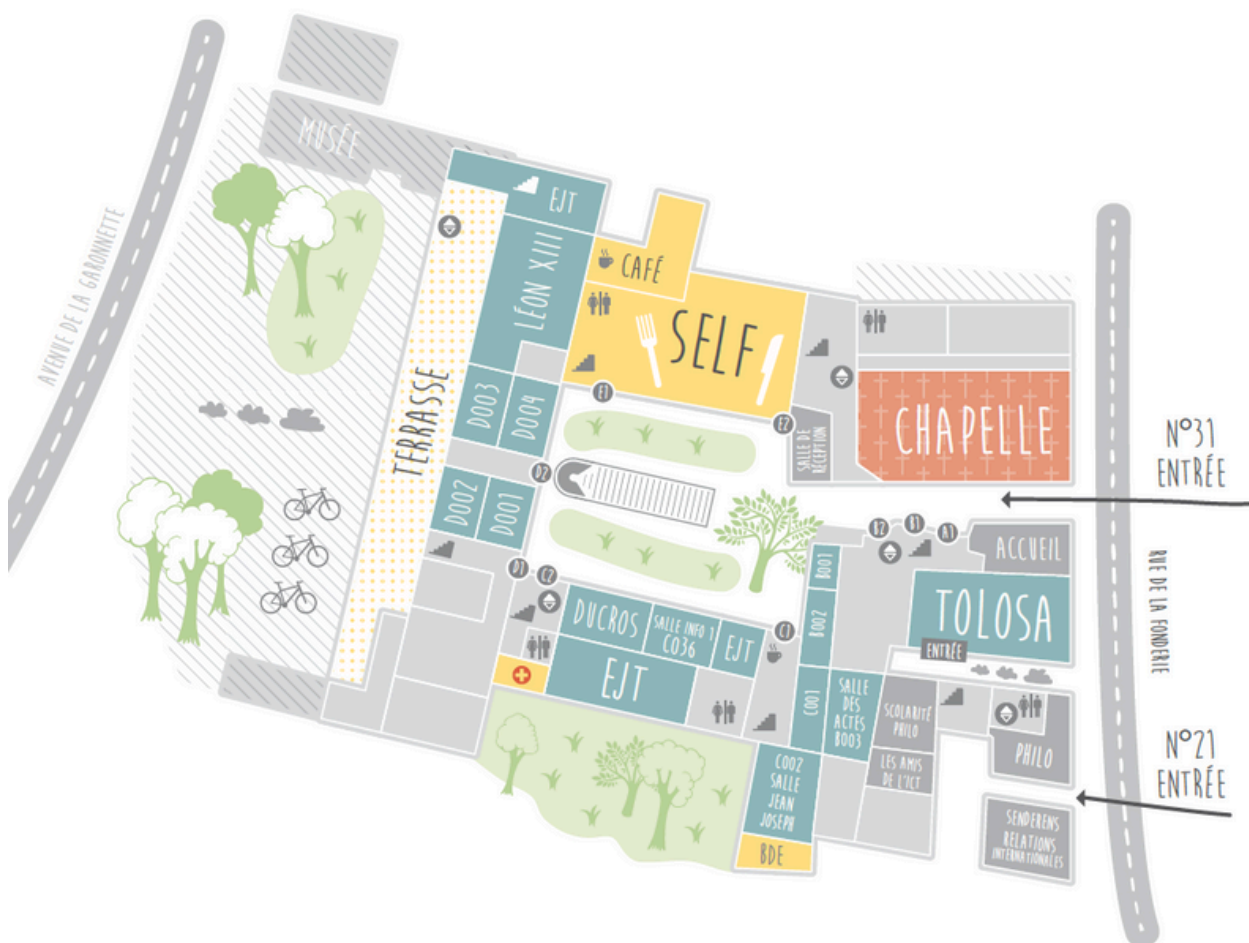 MUSÉE
AVENUE DE LA GARONNETTE
EJT
LÉON XIII
CAFÉ
SELF
TERRASSE
D003
D004
E1
E2
SALLE DE
RÉCEPTION
CHAPELLE
N°31
ENTRÉE
D2
D002
D001
D1
C2
B2
B1
A1
ACCUEIL
B001
B002
TOLOSA
ENTRÉE
RUE DE LA FONDERIE
DUCROS
SALLE INFO 1
C036
EJT
C1
EJT
C001
SALLE
DES
ACTES
B003
SCOLARITÉ
PHILO
LES AMIS
DE L'ICT
PHILO
N°21
ENTRÉE
C002
SALLE
JEAN
JOSEPH
BDE
SENDERENS
RELATIONS
INTERNATIONALES